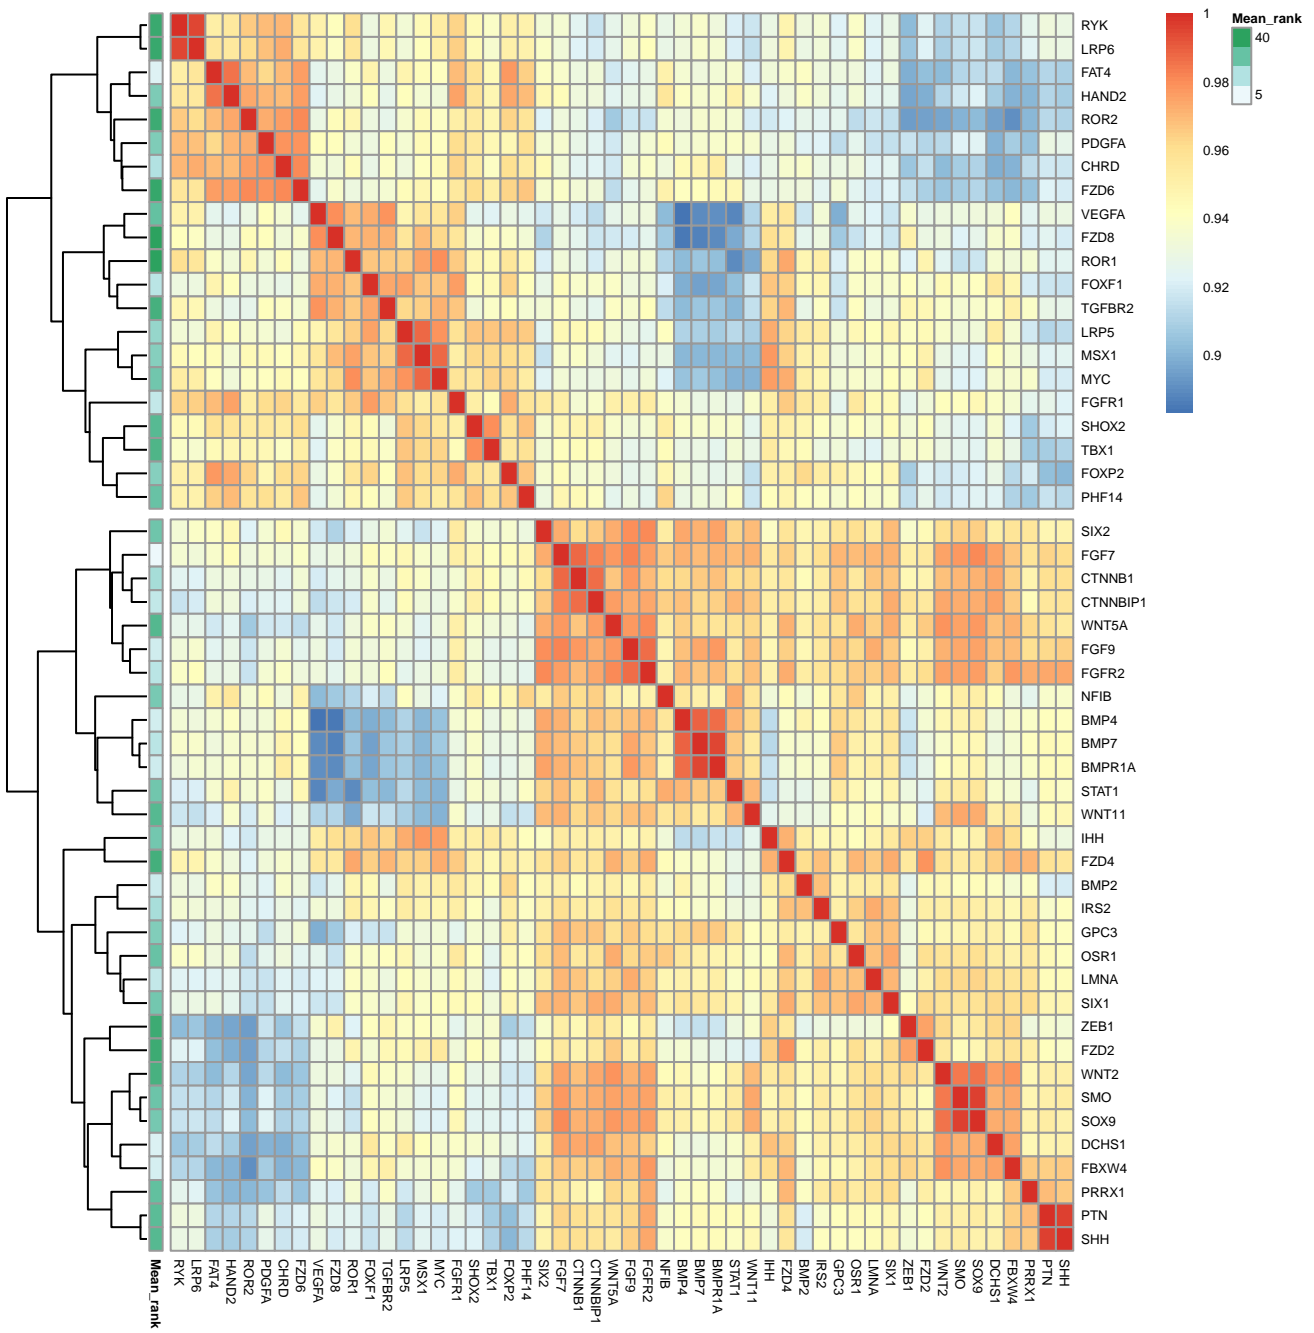 1
0.98
0.96
0.94
0.92
0.9
Mean_rank
40
5
RYK
LRP6
FAT4
HAND2
ROR2
PDGFA
CHRD
FZD6
VEGFA
FZD8
ROR1
FOXF1
TGFBR2
LRP5
MSX1
MYC
FGFR1
SHOX2
TBX1
FOXP2
PHF14
SIX2
FGF7
CTNNB1
CTNNBIP1
WNT5A
FGF9
FGFR2
NFIB
BMP4
BMP7
BMPR1A
STAT1
WNT11
IHH
FZD4
BMP2
IRS2
GPC3
OSR1
LMNA
SIX1
ZEB1
FZD2
WNT2
SMO
SOX9
DCHS1
FBXW4
PRRX1
PTN
SHH
Mean_rank
RYK
LRP6
FAT4
HAND2
ROR2
PDGFA
CHRD
FZD6
VEGFA
FZD8
ROR1
FOXF1
TGFBR2
LRP5
MSX1
MYC
FGFR1
SHOX2
TBX1
FOXP2
PHF14
SIX2
FGF7
CTNNB1
CTNNBIP1
WNT5A
FGF9
FGFR2
NFIB
BMP4
BMP7
BMPR1A
STAT1
WNT11
IHH
FZD4
BMP2
IRS2
GPC3
OSR1
LMNA
SIX1
ZEB1
FZD2
WNT2
SMO
SOX9
DCHS1
FBXW4
PRRX1
PTN
SHH